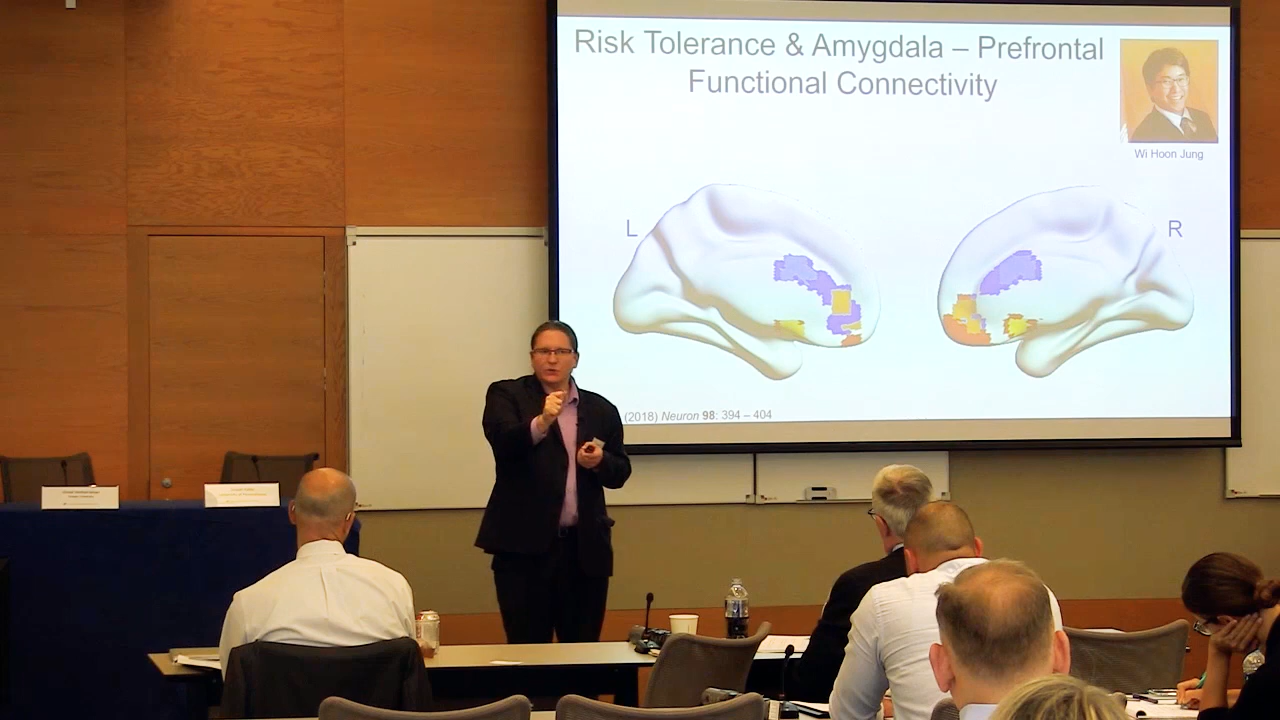 Risk Tolerance & Amygdala – Prefrontal
Functional Connectivity
Wi Hoon Jung
L
R
(2018) Neuron 98: 394 – 404